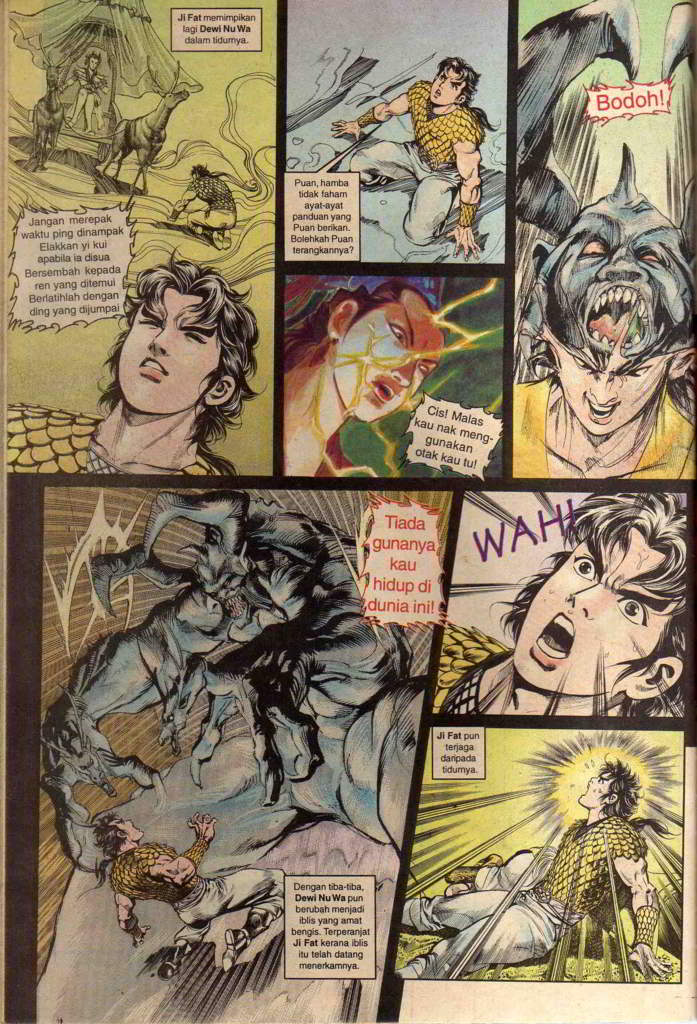 Ji Fat memimpikan
lagi Dewi Nu Wa
dalam tidurnya.
Jangan merepak
waktu ping dinampak
Elakkan yi kui
apabila ia disua
Bersembah kepada
ren yang ditemui
Berlatihlah dengan
ding yang dijumpai
Puan, hamba
tidak faham
ayat-ayat
panduan yang
Puan berikan.
Bolehkah Puan
terangkannya?
Cis! Malas
kau nak meng-
gunakan
otak kau tu!
Bodoh!
Tiada
gunanya
kau
hidup di
dunia ini!
Dengan tiba-tiba,
Dewi Nu Wa pun
berubah menjadi
iblis yang amat
bengis. Terperanjat
Ji Fat kerana iblis
itu telah datang
menerkamnya.
WAH!
Ji Fat pun
terjaga
daripada
tidurnya.